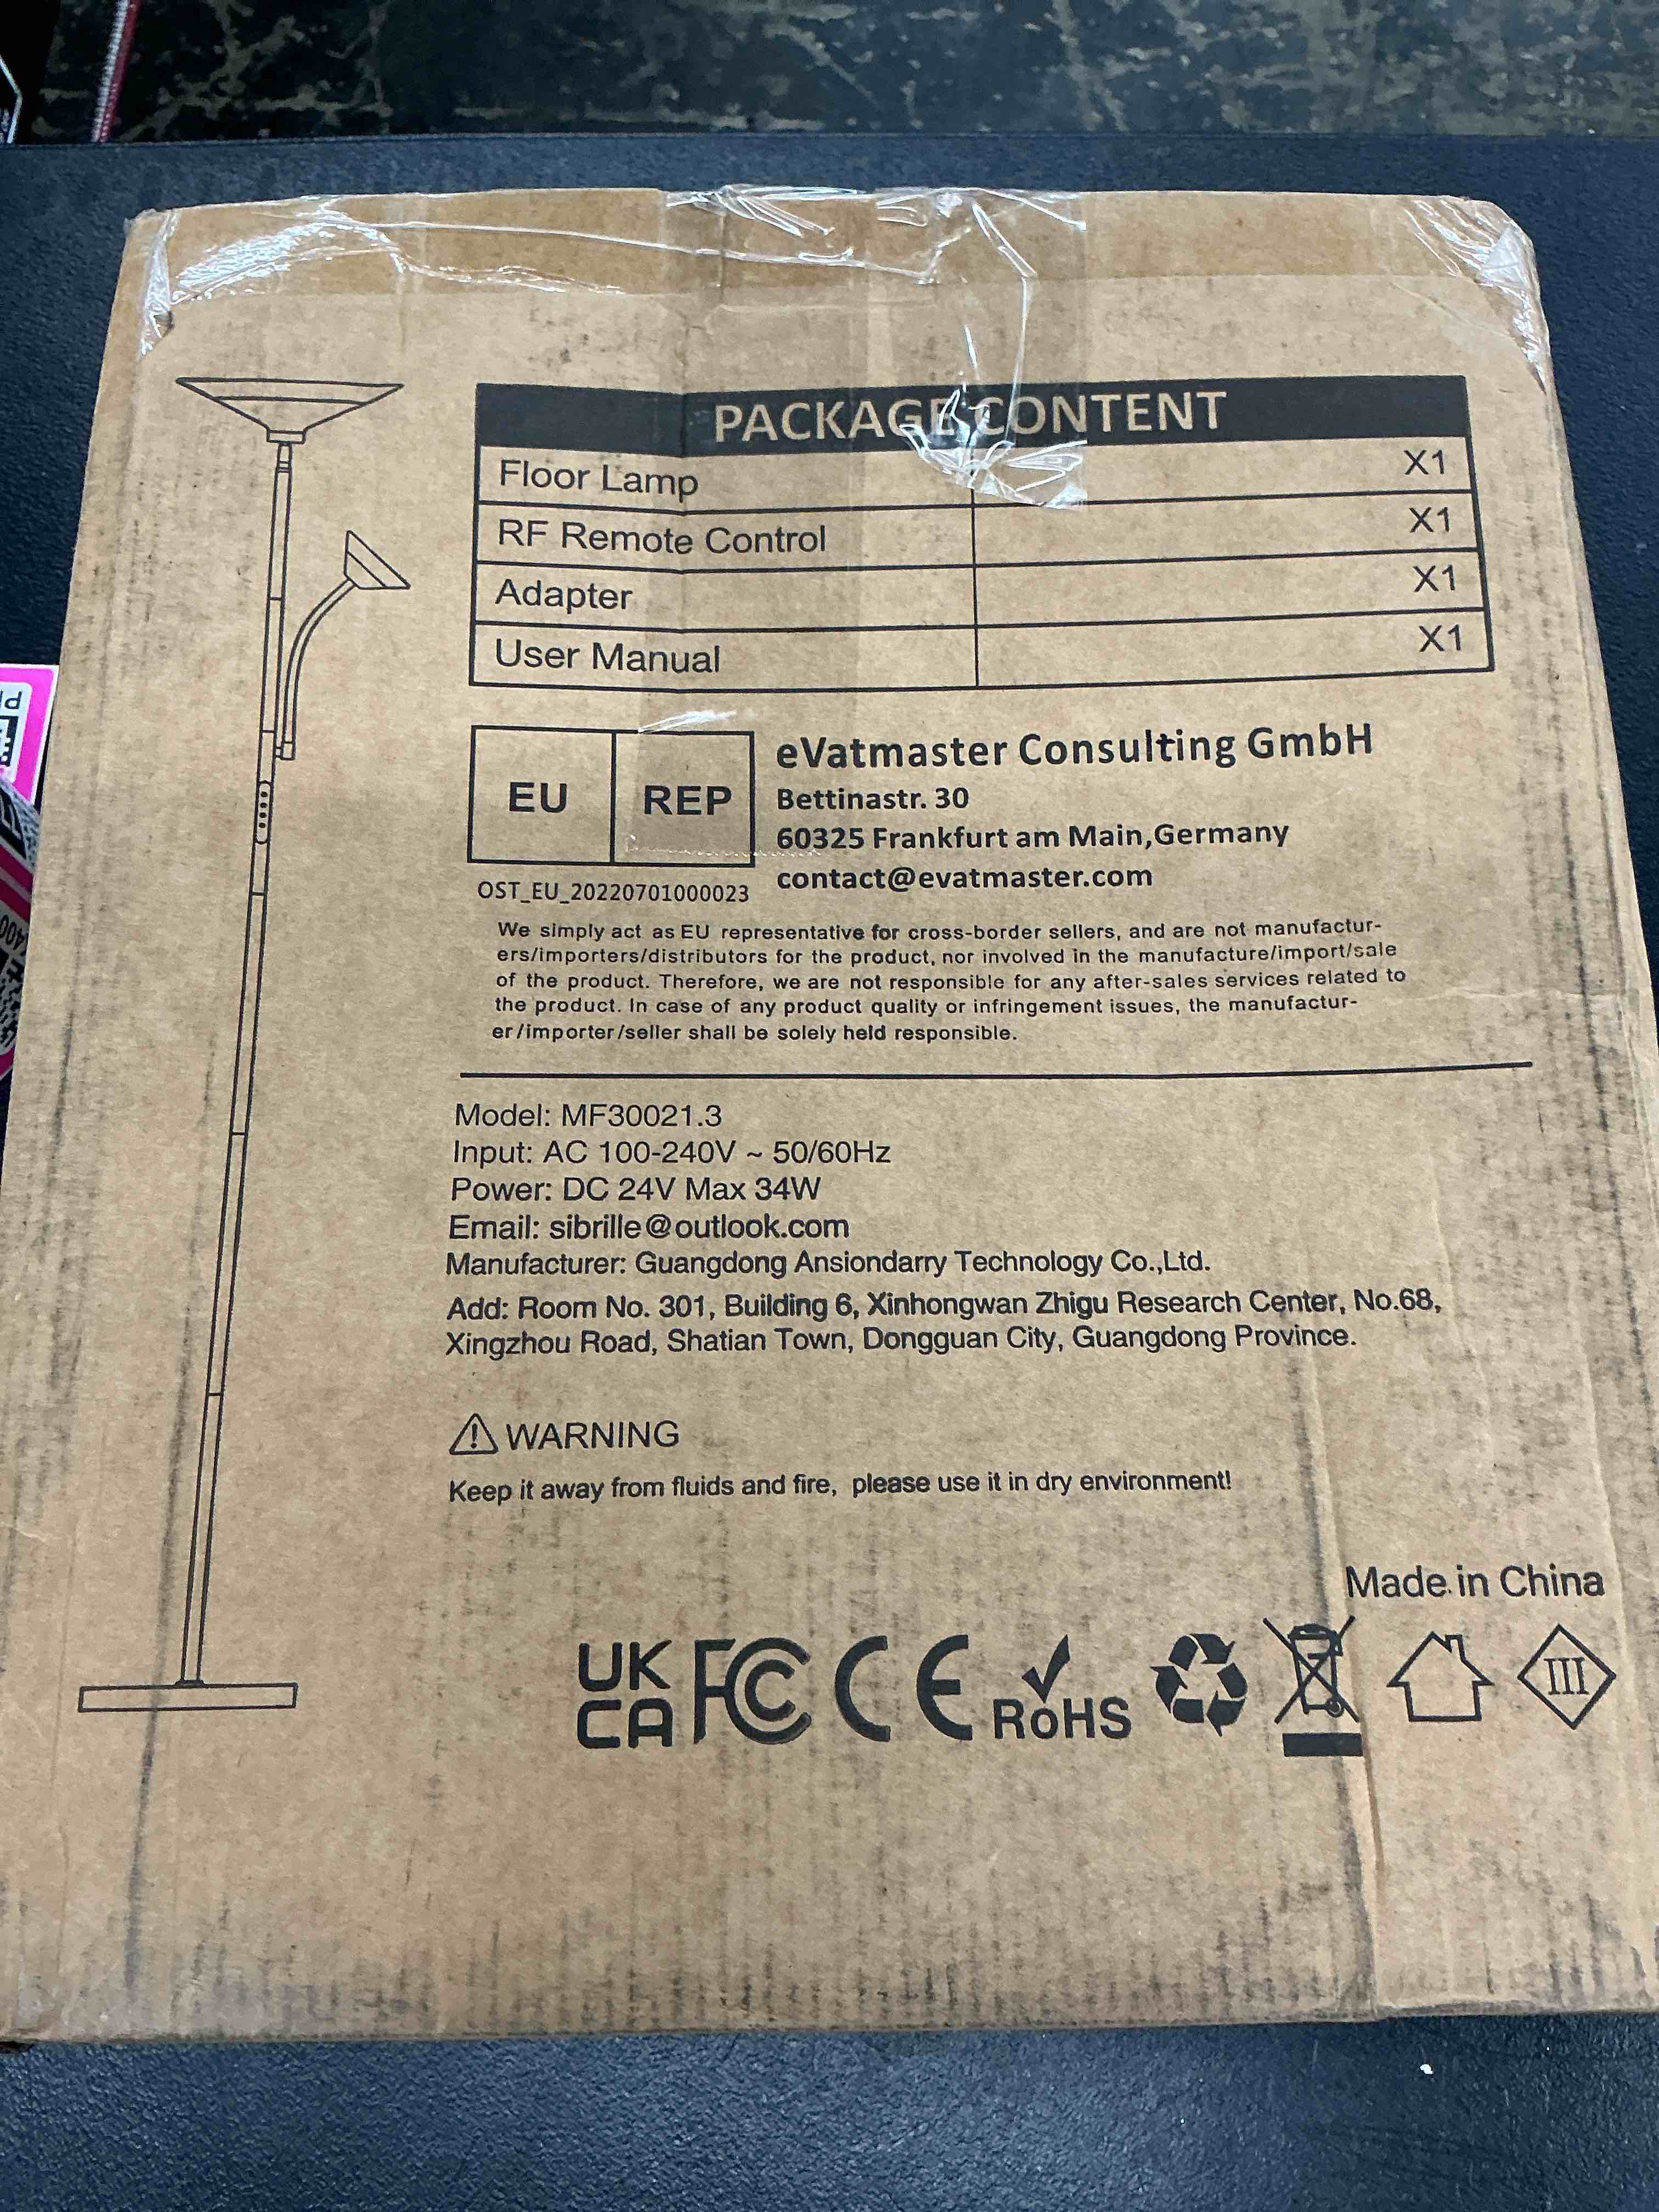 PACKAGE CONTENT
Floor Lamp X1
RF Remote Control X1
Adapter X1
User Manual X1
EU REP
OST_EU_20220701000023
eVatmaster Consulting GmbH
Bettinastr. 30
60325 Frankfurt am Main,Germany
contact@evatmaster.com
We simply act as EU representative for cross-border sellers, and are not manufactur-
ers/importers/distributors for the product, nor involved in the manufacture/import/sale
of the product. Therefore, we are not responsible for any after-sales services related to
the product. In case of any product quality or infringement issues, the manufactur-
er/importer/seller shall be solely held responsible.
Model: MF30021.3
Input: AC 100-240V ~ 50/60Hz
Power: DC 24V Max 34W
Email: sibrille@outlook.com
Manufacturer: Guangdong Ansiondarry Technology Co.,Ltd.
Add: Room No. 301, Building 6, Xinhongwan Zhigu Research Center, No.68,
Xingzhou Road, Shatian Town, Dongguan City, Guangdong Province.
WARNING
Keep it away from fluids and fire, please use it in dry environment!
Made in China
UK
CA
FC CE RoHS III